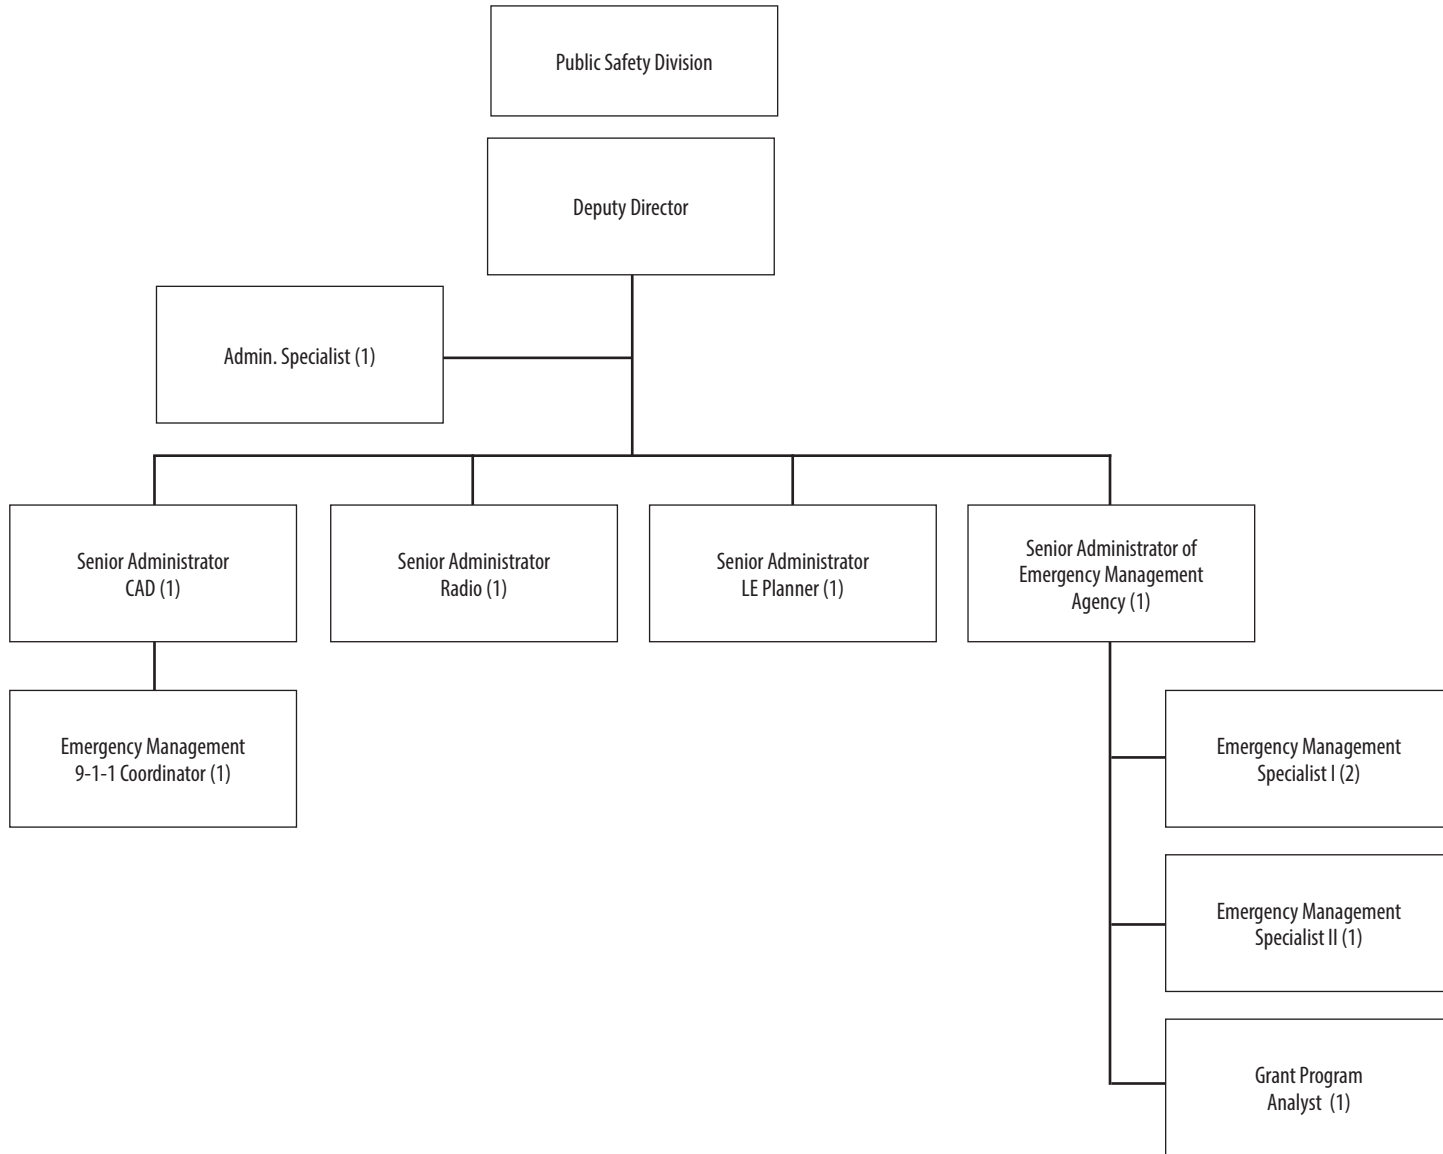 Public Safety Division
Deputy Director
Admin. Specialist (1)
Senior Administrator
CAD (1)
Senior Administrator
Radio (1)
Senior Administrator
LE Planner (1)
Senior Administrator of
Emergency Management
Agency (1)
Emergency Management
9-1-1 Coordinator (1)
Emergency Management
Specialist I (2)
Emergency Management
Specialist II (1)
Grant Program
Analyst (1)